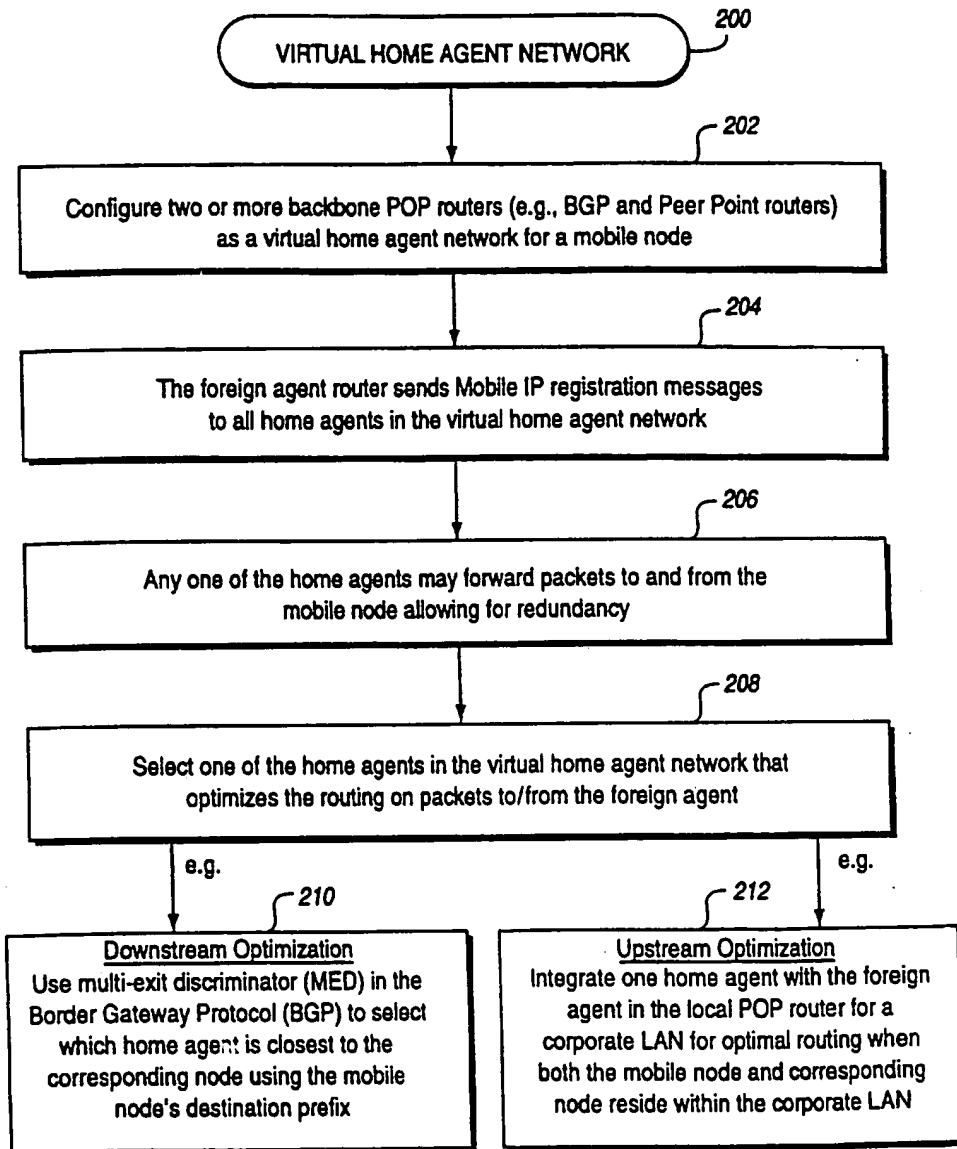 200
VIRTUAL HOME AGENT NETWORK
202
Configure two or more backbone POP routers (e.g., BGP and Peer Point routers)
as a virtual home agent network for a mobile node
204
The foreign agent router sends Mobile IP registration messages
to all home agents in the virtual home agent network
206
Any one of the home agents may forward packets to and from the
mobile node allowing for redundancy
208
Select one of the home agents in the virtual home agent network that
optimizes the routing on packets to/from the foreign agent
e.g.
e.g.
210
Downstream Optimization
Use multi-exit discriminator (MED) in the
Border Gateway Protocol (BGP) to select
which home agent is closest to the
corresponding node using the mobile
node's destination prefix
212
Upstream Optimization
Integrate one home agent with the foreign
agent in the local POP router for a
corporate LAN for optimal routing when
both the mobile node and corresponding
node reside within the corporate LAN